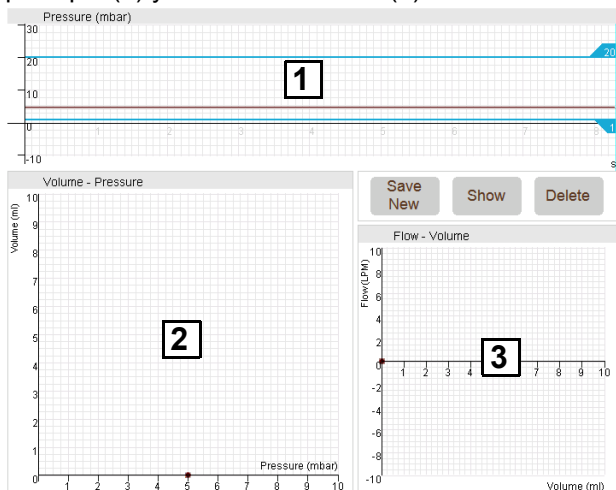 Pressure (mbar)
30
20
20
10
1
0
1 2 3 4 5 6 7 8
1
-10
s
Volume - Pressure
Save New
Show
Delete
Volume (ml)
10
9
8
7
6
5
4
3
2
1
0
2
Pressure (mbar)
1 2 3 4 5 6 7 8 9 10
Flow - Volume
Flow(LPM)
10
8
6
4
2
0
-2
-4
-6
-8
-10
3
1 2 3 4 7 8 9 10
Volume (ml)